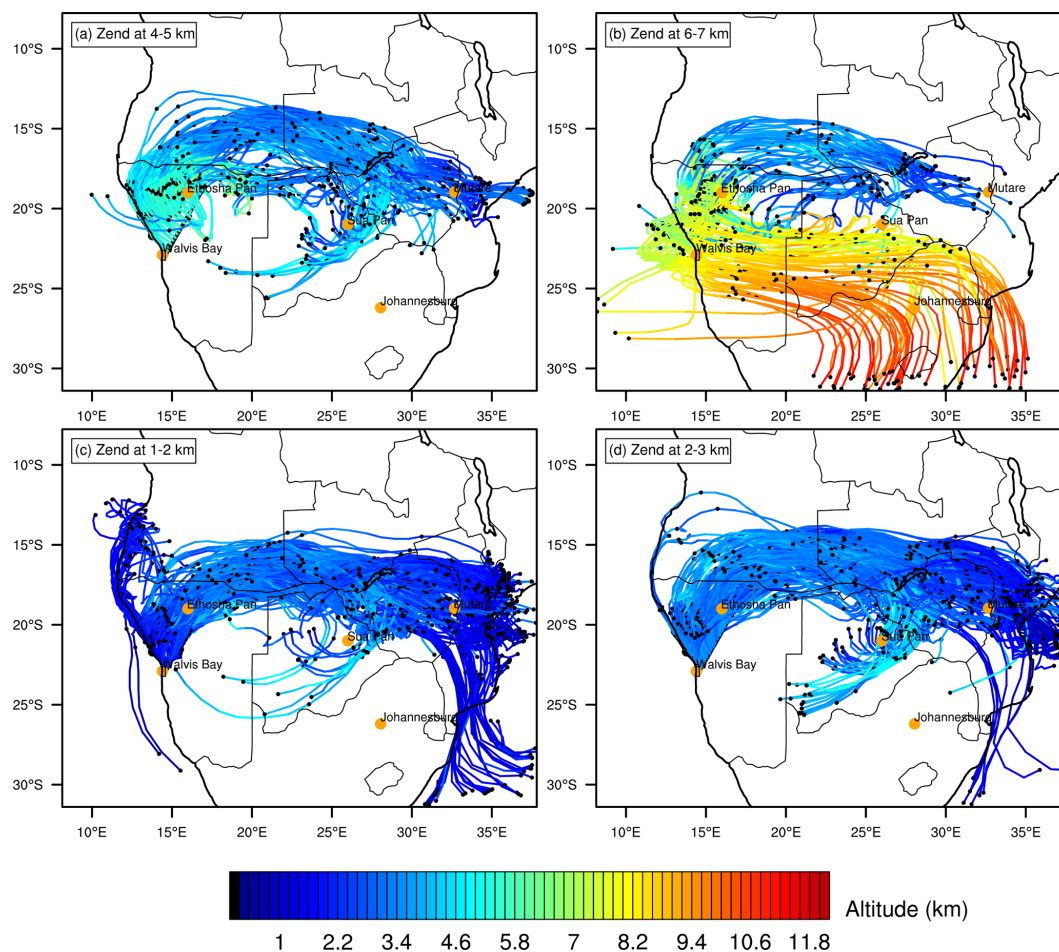 (a) Zend at 4-5 km
10°S
15°S
20°S
25°S
30°S
Ethosha Pan
Mutare
Sua Pan
Walvis Bay
Johannesburg
10°E 15°E 20°E 25°E 30°E 35°E
(b) Zend at 6-7 km
10°S
15°S
20°S
25°S
30°S
Ethosha Pan
Mutare
Sua Pan
Walvis Bay
Johannesburg
10°E 15°E 20°E 25°E 30°E 35°E
(c) Zend at 1-2 km
10°S
15°S
20°S
25°S
30°S
Ethosha Pan
Mutare
Sua Pan
Walvis Bay
Johannesburg
10°E 15°E 20°E 25°E 30°E 35°E
(d) Zend at 2-3 km
10°S
15°S
20°S
25°S
30°S
Ethosha Pan
Mutare
Sua Pan
Walvis Bay
Johannesburg
10°E 15°E 20°E 25°E 30°E 35°E
Altitude (km)
1 2.2 3.4 4.6 5.8 7 8.2 9.4 10.6 11.8